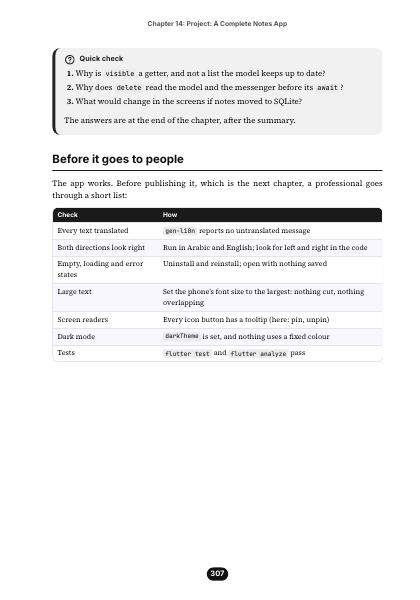 Chapter 14: Project: A Complete Notes App
Quick check
1. Why is visible a getter, and not a list the model keeps up to date?
2. Why does delete read the model and the messenger before its await ?
3. What would change in the screens if notes moved to SQLite?
The answers are at the end of the chapter, after the summary.
Before it goes to people
The app works. Before publishing it, which is the next chapter, a professional goes
through a short list:
Check How
Every text translated gen-l10n reports no untranslated message
Both directions look right Run in Arabic and English; look for left and right in the code
Empty, loading and error Uninstall and reinstall; open with nothing saved
states
Large text Set the phone's font size to the largest: nothing cut, nothing
overlapping
Screen readers Every icon button has a tooltip (here: pin, unpin)
Dark mode darkTheme is set, and nothing uses a fixed colour
Tests flutter test and flutter analyze pass
307